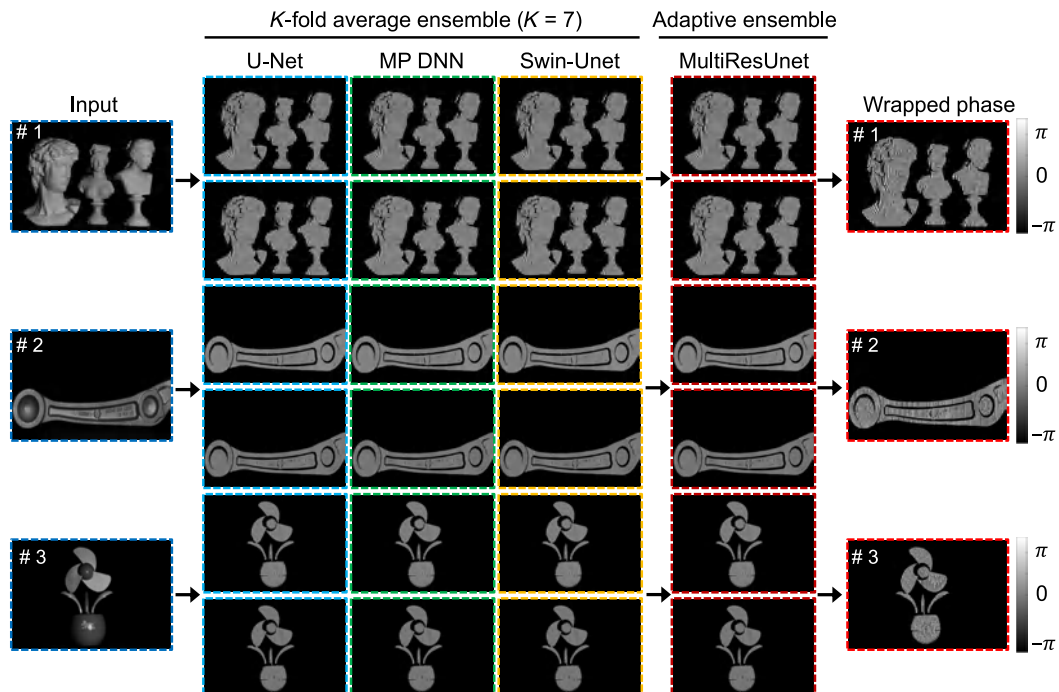 K-fold average ensemble (K = 7)
Adaptive ensemble
U-Net
MP DNN
Swin-Unet
MultiResUnet
Input
Wrapped phase
# 1
# 1
π
0
−π
# 2
# 2
π
0
−π
# 3
# 3
π
0
−π